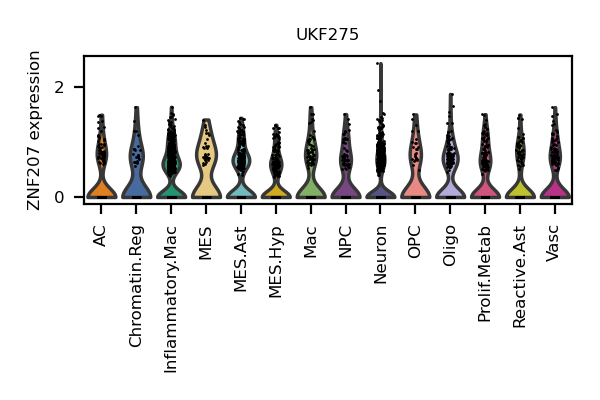 UKF275
ZNF207 expression
2
0
AC
Chromatin.Reg
Inflammatory.Mac
MES
MES.Ast
MES.Hyp
Mac
NPC
Neuron
OPC
Oligo
Prolif.Metab
Reactive.Ast
Vasc